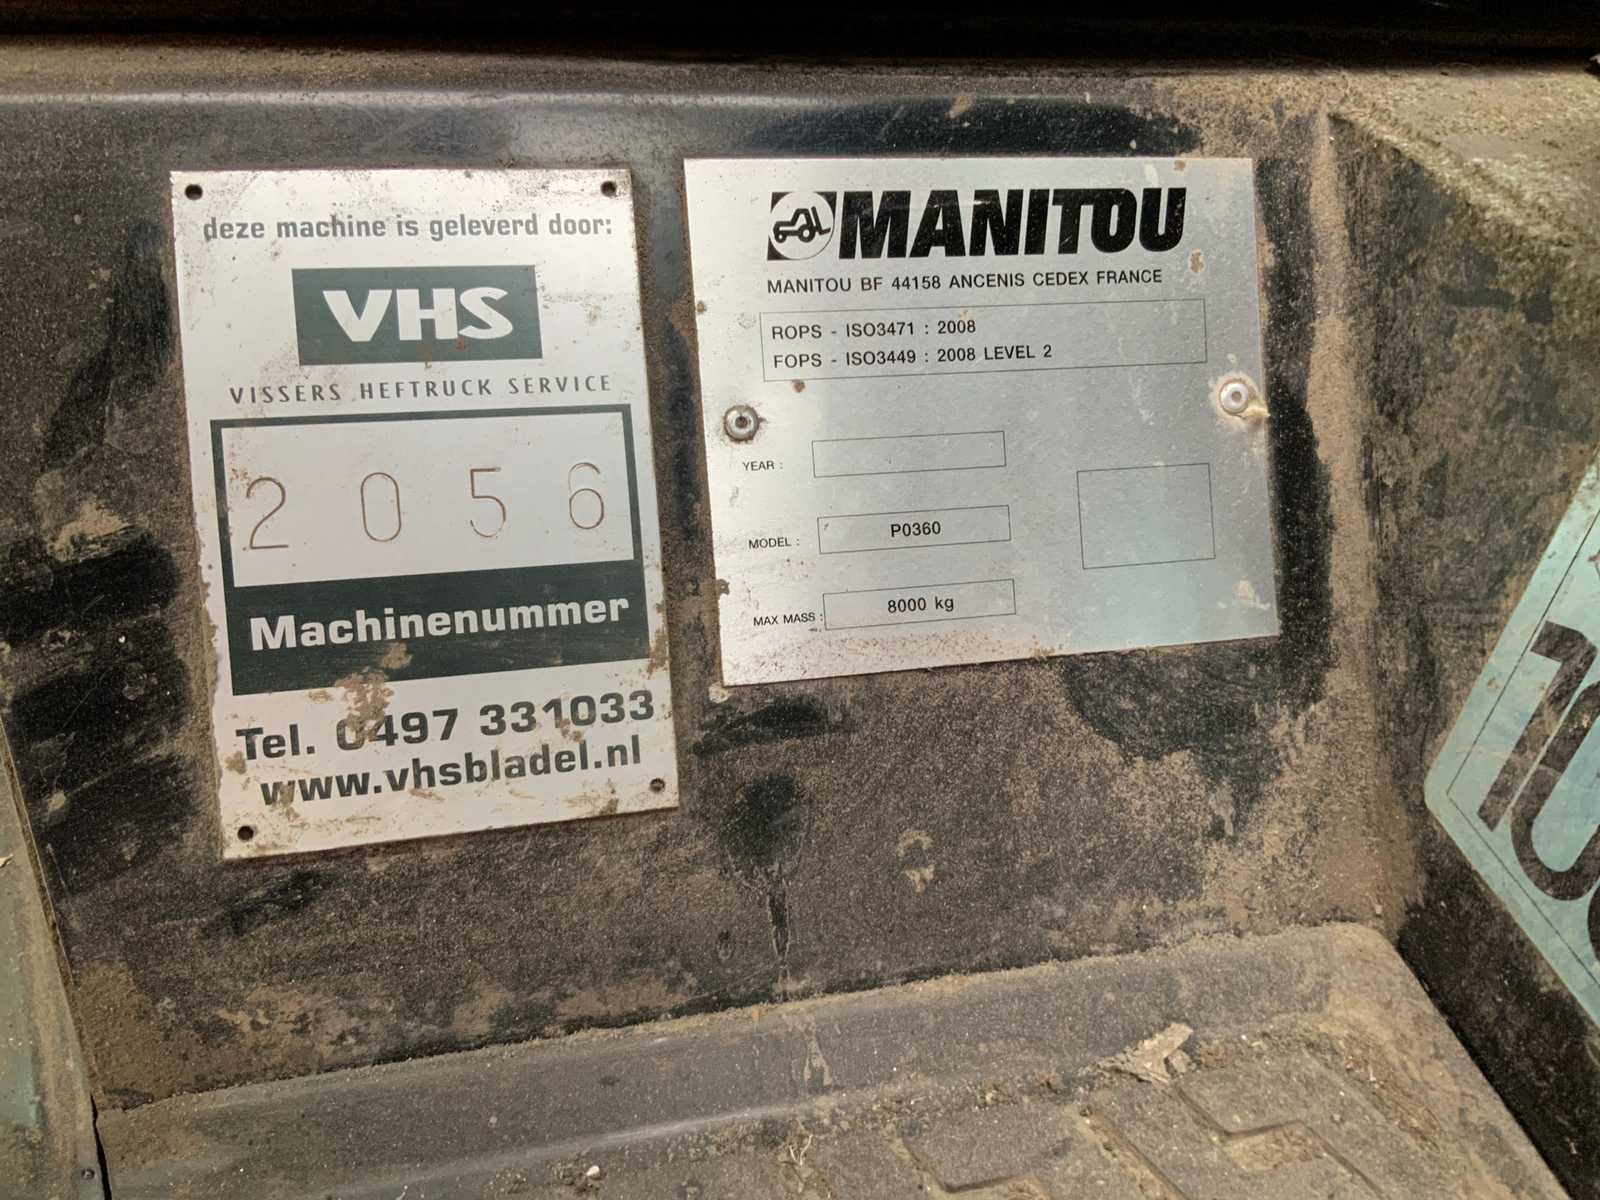 deze machine is geleverd door:
VHS
VISSERS HEFTRUCK SERVICE
2056
Machinenummer
Tel. 0497 331033
www.vhsbladel.nl
MANITOU
MANITOU BF 44158 ANCENIS CEDEX FRANCE
ROPS - ISO3471 : 2008
FOPS - ISO3449 : 2008 LEVEL 2
YEAR :
MODEL : P0360
MAX MASS : 8000 kg